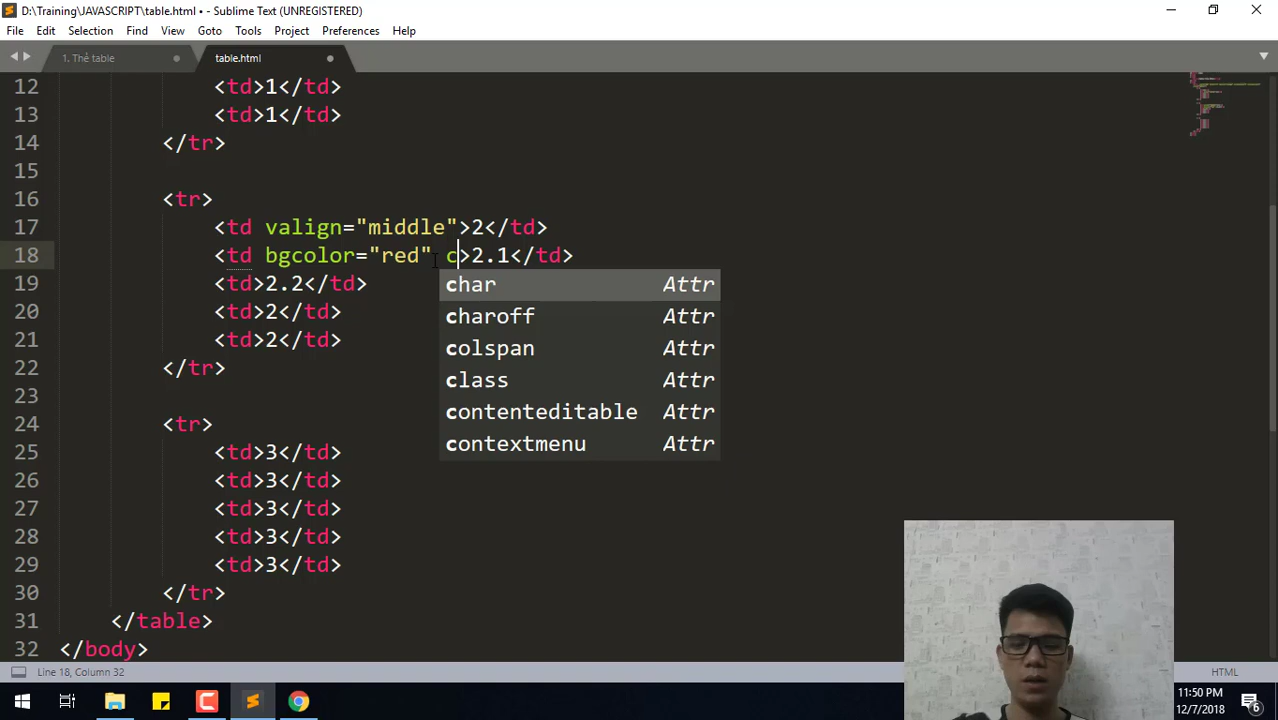 D:\Training\JAVASCRIPT\table.html • - Sublime Text (UNREGISTERED)
File Edit Selection Find View Goto Tools Project Preferences Help
1. Thẻ table table.html
12 <td>1</td>
13 <td>1</td>
14 </tr>
15
16 <tr>
17 <td valign="middle">2</td>
18 <td bgcolor="red" c>2.1</td>
19 <td>2.2</td>
char Attr
20 <td>2</td>
charoff Attr
21 <td>2</td>
colspan Attr
22 </tr>
class Attr
23
contenteditable Attr
24 <tr>
contextmenu Attr
25 <td>3</td>
26 <td>3</td>
27 <td>3</td>
28 <td>3</td>
29 <td>3</td>
30 </tr>
31 </table>
32 </body>
Line 18, Column 32 HTML
11:50 PM
12/7/2018
6